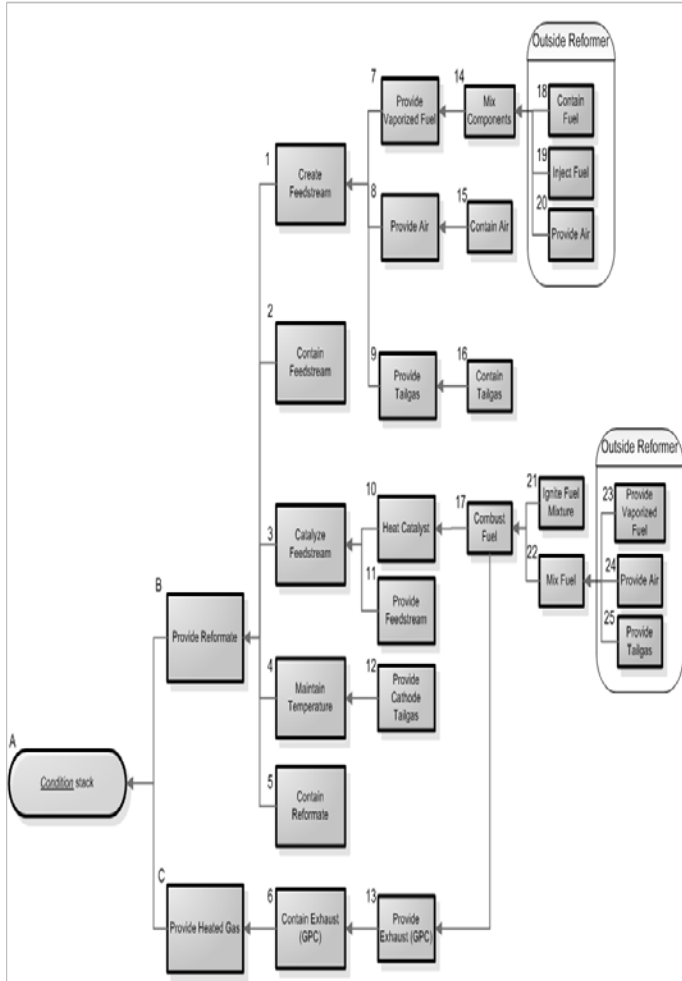 Outside Reformer
7
Provide
Vaporized Fuel
14
Mix
Components
18
Contain
Fuel
19
Inject Fuel
20
Provide Air
1
Create
Feedstream
8
Provide Air
15
Contain Air
2
Contain
Feedstream
9
Provide
Tailgas
16
Contain
Tailgas
Outside Reformer
3
Catalyze
Feedstream
10
Heat Catalyst
17
Combust
Fuel
21
Ignite Fuel
Mixture
22
Mix Fuel
23
Provide
Vaporized
Fuel
24
Provide Air
25
Provide
Tailgas
11
Provide
Feedstream
B
Provide Reformate
4
Maintain
Temperature
12
Provide
Cathode
Tailgas
A
Condition stack
5
Contain
Reformate
C
Provide Heated Gas
6
Contain Exhaust
(GPC)
13
Provide
Exhaust (GPC)